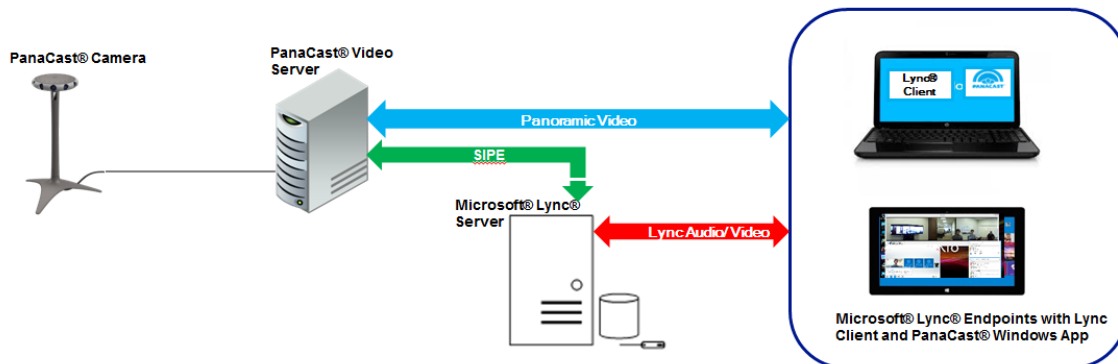 PanaCast® Camera
PanaCast® Video
Server
Panoramic Video
SIPE
Microsoft® Lync®
Server
Lync Audio/ Video
Lync®
Client
PANACAST
Microsoft® Lync® Endpoints with Lync
Client and PanaCast® Windows App